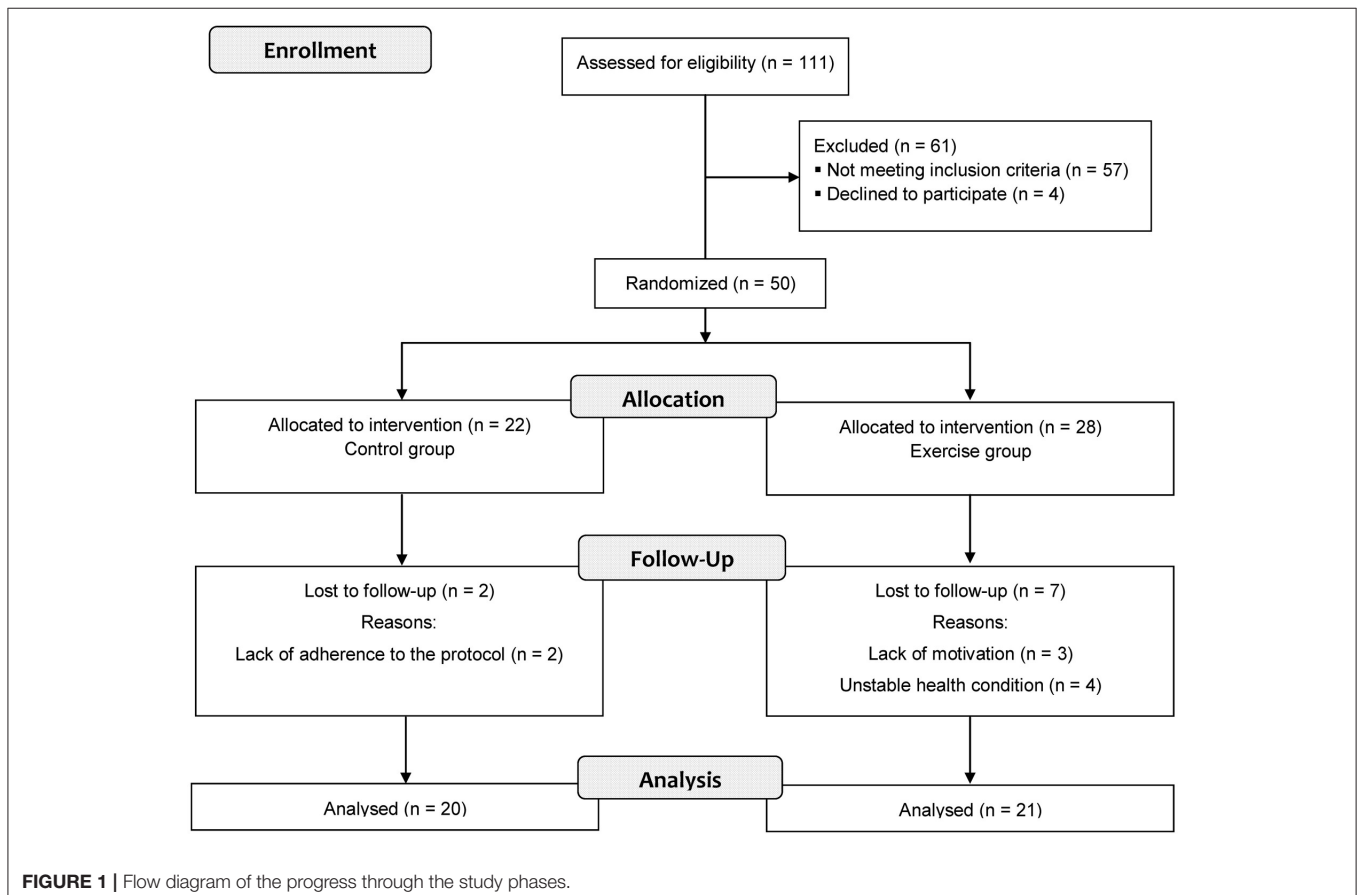 Enrollment
Assessed for eligibility (n = 111)
Excluded (n = 61)
▪ Not meeting inclusion criteria (n = 57)
▪ Declined to participate (n = 4)
Randomized (n = 50)
Allocation
Allocated to intervention (n = 22)
Control group
Allocated to intervention (n = 28)
Exercise group
Follow-Up
Lost to follow-up (n = 2)
Reasons:
Lack of adherence to the protocol (n = 2)
Lost to follow-up (n = 7)
Reasons:
Lack of motivation (n = 3)
Unstable health condition (n = 4)
Analysis
Analysed (n = 20)
Analysed (n = 21)
FIGURE 1 | Flow diagram of the progress through the study phases.